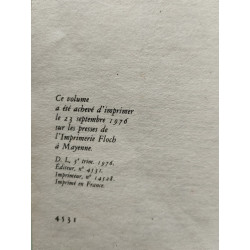 Ce volume
a été achevé d'imprimer
le 23 septembre 1976
sur les presses de
l'Imprimerie Floch
à Mayenne.
D. L., 3e trim. 1976.
Éditeur, n° 4531.
Imprimeur, n° 14528.
Imprimé en France.
4531